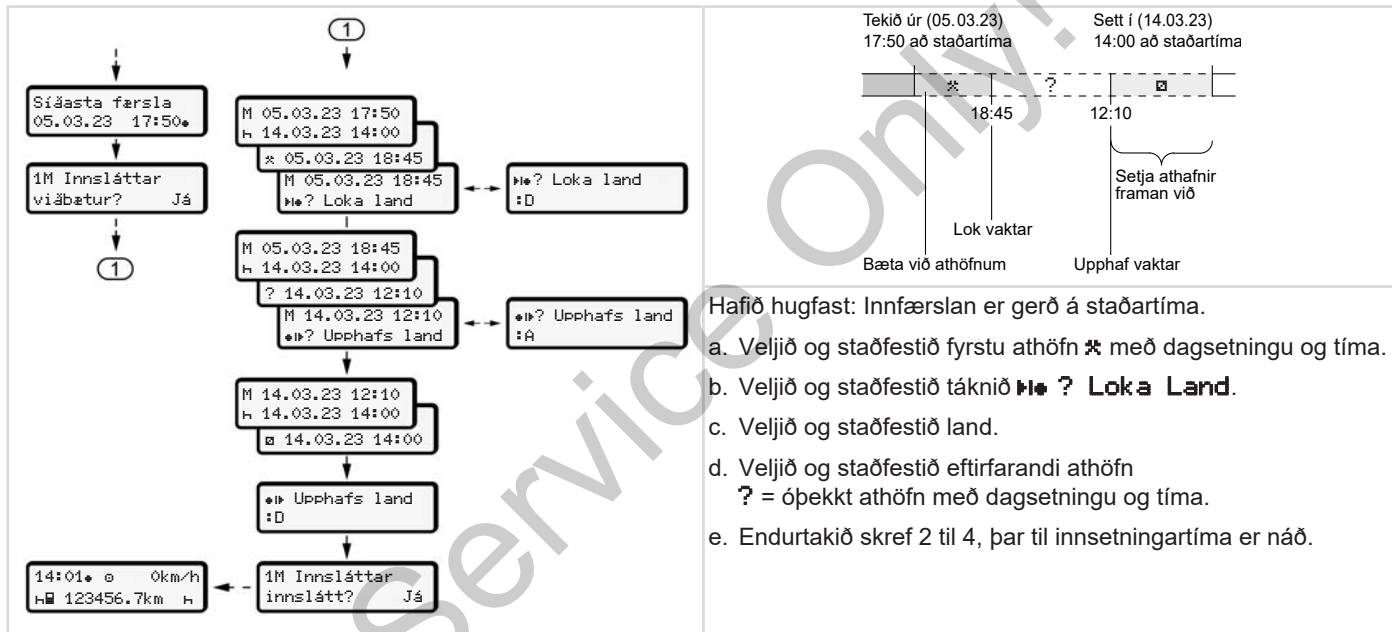 1
Síðasta færsla
05.03.23 17:50
1M Innsláttar
viðbætur? Já
1
M 05.03.23 17:50
14.03.23 14:00
05.03.23 18:45
M 05.03.23 18:45
? Loka land
? Loka land
:D
M 05.03.23 18:45
14.03.23 14:00
? 14.03.23 12:10
M 14.03.23 12:10
? Upphafs land
? Upphafs land
:A
M 14.03.23 12:10
14.03.23 14:00
14.03.23 14:00
Upphafs land
:D
1M Innsláttar
innslátt? Já
14:01 0km/h
123456.7km
Tekið úr (05.03.23)
17:50 að staðartíma
Sett í (14.03.23)
14:00 að staðartíma
?
18:45
12:10
Setja athafnir
framan við
Lok vaktar
Bæta við athöfnum
Upphaf vaktar
Hafið hugfast: Innfærslan er gerð á staðartíma.
a. Veljið og staðfestið fyrstu athöfn með dagsetningu og tíma.
b. Veljið og staðfestið táknið ? Loka Land.
c. Veljið og staðfestið land.
d. Veljið og staðfestið eftirfarandi athöfn
? = óþekkt athöfn með dagsetningu og tíma.
e. Endurtakið skref 2 til 4, þar til innsetningartíma er náð.
Service Only!